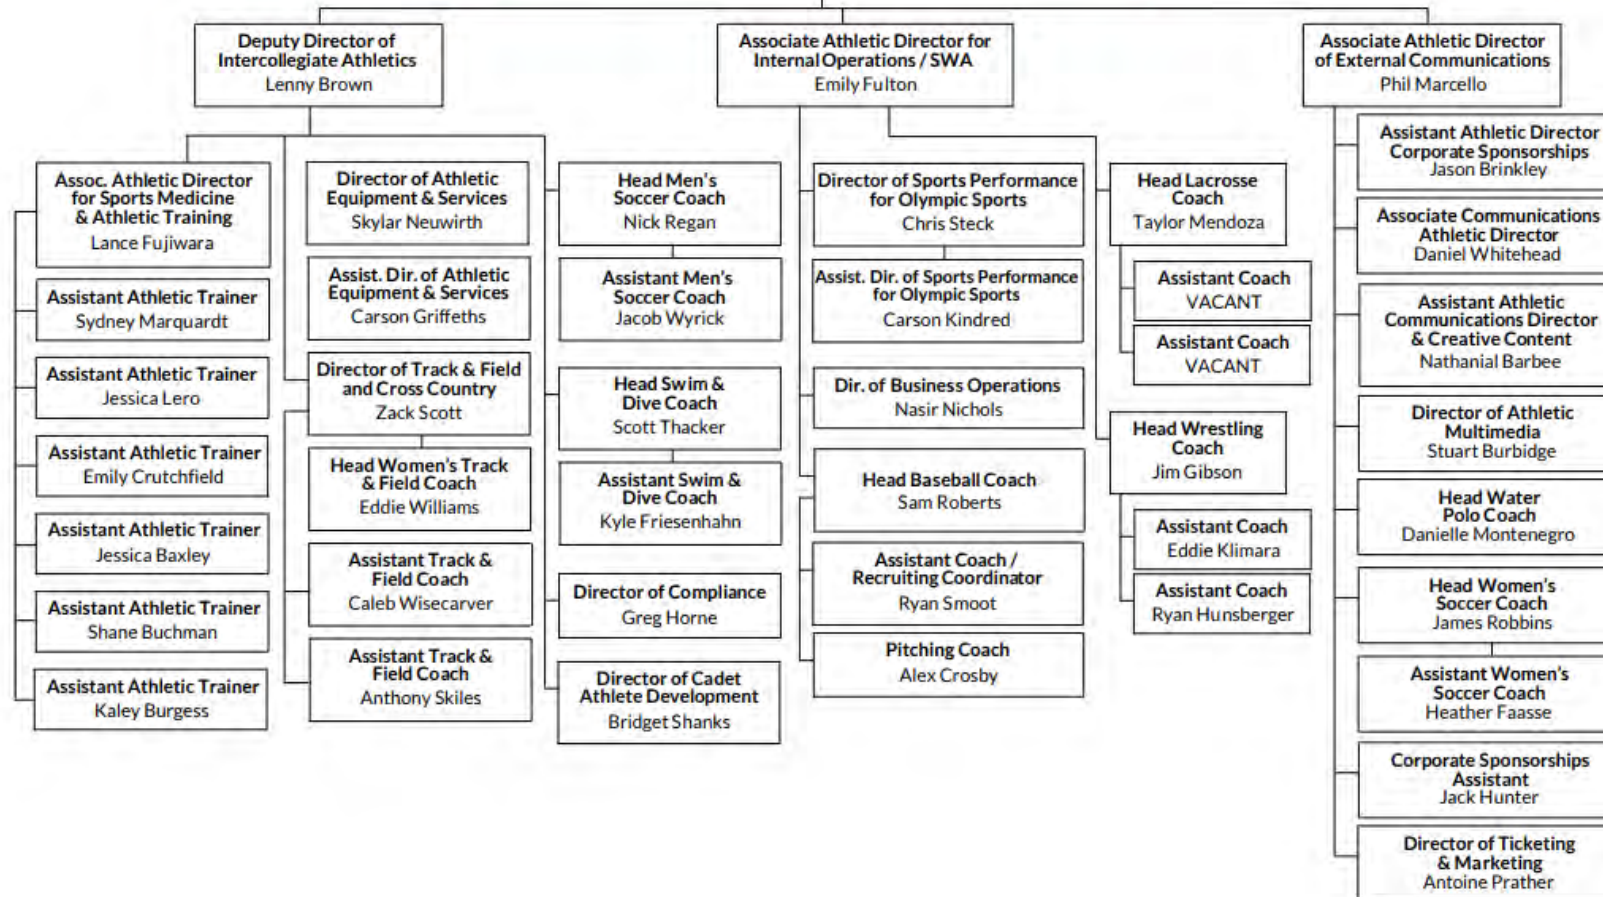 Deputy Director of
Intercollegiate Athletics
Lenny Brown
Associate Athletic Director for
Internal Operations / SWA
Emily Fulton
Associate Athletic Director
of External Communications
Phil Marcello
Assoc. Athletic Director
for Sports Medicine
& Athletic Training
Lance Fujiwara
Assistant Athletic Trainer
Sydney Marquardt
Assistant Athletic Trainer
Jessica Lero
Assistant Athletic Trainer
Emily Crutchfield
Assistant Athletic Trainer
Jessica Baxley
Assistant Athletic Trainer
Shane Buchman
Assistant Athletic Trainer
Kaley Burgess
Director of Athletic
Equipment & Services
Skylar Neuwirth
Assist. Dir. of Athletic
Equipment & Services
Carson Griffeths
Director of Track & Field
and Cross Country
Zack Scott
Head Women's Track
& Field Coach
Eddie Williams
Assistant Track &
Field Coach
Caleb Wisecarver
Assistant Track &
Field Coach
Anthony Skiles
Head Men's
Soccer Coach
Nick Regan
Assistant Men's
Soccer Coach
Jacob Wyrick
Head Swim &
Dive Coach
Scott Thacker
Assistant Swim &
Dive Coach
Kyle Friesenhahn
Director of Compliance
Greg Horne
Director of Cadet
Athlete Development
Bridget Shanks
Director of Sports Performance
for Olympic Sports
Chris Steck
Assist. Dir. of Sports Performance
for Olympic Sports
Carson Kindred
Dir. of Business Operations
Nasir Nichols
Head Baseball Coach
Sam Roberts
Assistant Coach /
Recruiting Coordinator
Ryan Smoot
Pitching Coach
Alex Crosby
Head Lacrosse
Coach
Taylor Mendoza
Assistant Coach
VACANT
Assistant Coach
VACANT
Head Wrestling
Coach
Jim Gibson
Assistant Coach
Eddie Klimara
Assistant Coach
Ryan Hunsberger
Assistant Athletic Director
Corporate Sponsorships
Jason Brinkley
Associate Communications
Athletic Director
Daniel Whitehead
Assistant Athletic
Communications Director
& Creative Content
Nathanial Barbee
Director of Athletic
Multimedia
Stuart Burbidge
Head Water
Polo Coach
Danielle Montenegro
Head Women's
Soccer Coach
James Robbins
Assistant Women's
Soccer Coach
Heather Faasse
Corporate Sponsorships
Assistant
Jack Hunter
Director of Ticketing
& Marketing
Antoine Prather